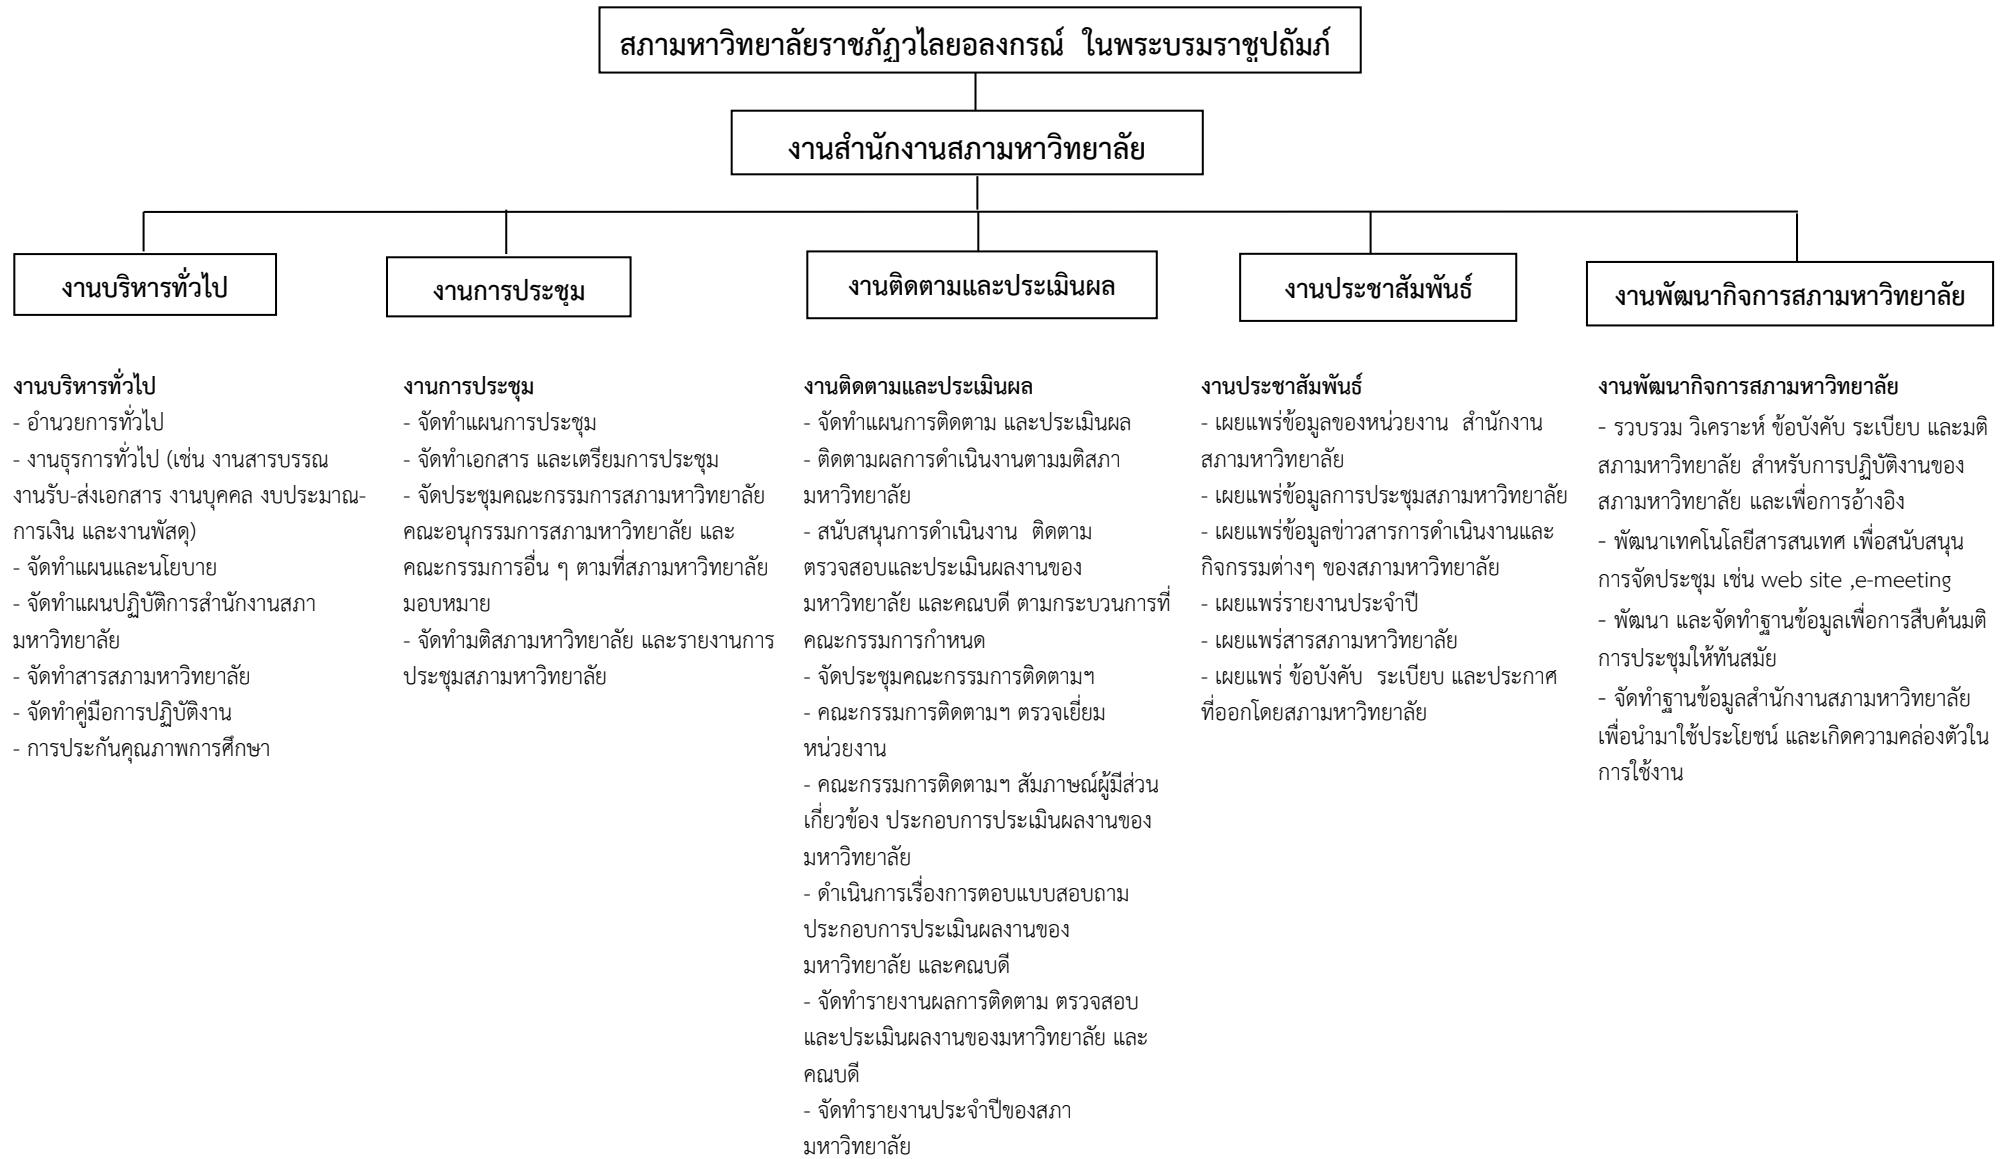 สภามหาวิทยาลัยราชภัฏวไลยอลงกรณ์  ในพระบรมราชูปถัมภ์
งานสำนักงานสภามหาวิทยาลัย
งานบริหารทั่วไป
งานการประชุม
งานติดตามและประเมินผล
งานประชาสัมพันธ์
งานพัฒนากิจการสภามหาวิทยาลัย
งานบริหารทั่วไป
- อำนวยการทั่วไป
- งานธุรการทั่วไป (เช่น งานสารบรรณ
งานรับ-ส่งเอกสาร งานบุคคล งบประมาณ-
การเงิน และงานพัสดุ)
- จัดทำแผนและนโยบาย
- จัดทำแผนปฏิบัติการสำนักงานสภา
มหาวิทยาลัย
- จัดทำสารสภามหาวิทยาลัย
- จัดทำคู่มือการปฏิบัติงาน
- การประกันคุณภาพการศึกษา
งานการประชุม
- จัดทำแผนการประชุม
- จัดทำเอกสาร และเตรียมการประชุม
- จัดประชุมคณะกรรมการสภามหาวิทยาลัย
คณะอนุกรรมการสภามหาวิทยาลัย และ
คณะกรรมการอื่น ๆ ตามที่สภามหาวิทยาลัย
มอบหมาย
- จัดทำมติสภามหาวิทยาลัย และรายงานการ
ประชุมสภามหาวิทยาลัย
งานติดตามและประเมินผล
- จัดทำแผนการติดตาม และประเมินผล
- ติดตามผลการดำเนินงานตามมติสภา
มหาวิทยาลัย
- สนับสนุนการดำเนินงาน  ติดตาม
ตรวจสอบและประเมินผลงานของ
มหาวิทยาลัย และคณบดี ตามกระบวนการที่
คณะกรรมการกำหนด
- จัดประชุมคณะกรรมการติดตามฯ
- คณะกรรมการติดตามฯ ตรวจเยี่ยม
หน่วยงาน
- คณะกรรมการติดตามฯ สัมภาษณ์ผู้มีส่วน
เกี่ยวข้อง ประกอบการประเมินผลงานของ
มหาวิทยาลัย
- ดำเนินการเรื่องการตอบแบบสอบถาม
ประกอบการประเมินผลงานของ
มหาวิทยาลัย และคณบดี
- จัดทำรายงานผลการติดตาม ตรวจสอบ
และประเมินผลงานของมหาวิทยาลัย และ
คณบดี
- จัดทำรายงานประจำปีของสภา
มหาวิทยาลัย
งานประชาสัมพันธ์
- เผยแพร่ข้อมูลของหน่วยงาน  สำนักงาน
สภามหาวิทยาลัย
- เผยแพร่ข้อมูลการประชุมสภามหาวิทยาลัย
- เผยแพร่ข้อมูลข่าวสารการดำเนินงานและ
กิจกรรมต่างๆ ของสภามหาวิทยาลัย
- เผยแพร่รายงานประจำปี
- เผยแพร่สารสภามหาวิทยาลัย
- เผยแพร่ ข้อบังคับ  ระเบียบ และประกาศ
ที่ออกโดยสภามหาวิทยาลัย
งานพัฒนากิจการสภามหาวิทยาลัย
- รวบรวม วิเคราะห์ ข้อบังคับ ระเบียบ และมติ
สภามหาวิทยาลัย สำหรับการปฏิบัติงานของ
สภามหาวิทยาลัย และเพื่อการอ้างอิง
- พัฒนาเทคโนโลยีสารสนเทศ เพื่อสนับสนุน
การจัดประชุม เช่น web site ,e-meeting
- พัฒนา และจัดทำฐานข้อมูลเพื่อการสืบค้นมติ
การประชุมให้ทันสมัย
- จัดทำฐานข้อมูลสำนักงานสภามหาวิทยาลัย
เพื่อนำมาใช้ประโยชน์ และเกิดความคล่องตัวใน
การใช้งาน